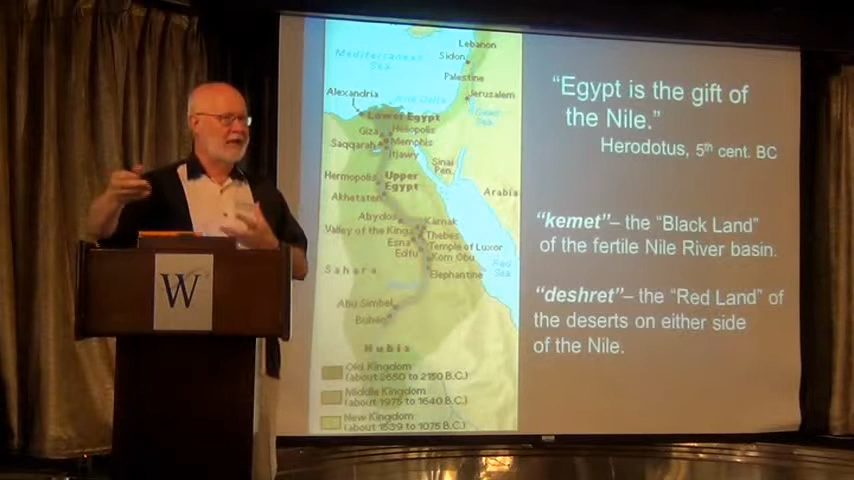 W
Lebanon
Mediterranean
Sea
Sidon
Palestine
Jerusalem
Alexandria
Nile Delta
Dead
Sea
Lower Egypt
Giza
Heliopolis
Saqqarah
Memphis
Itjawy
Sinai
Pen.
Hermopolis
Upper
Egypt
Akhetaten
Arabia
Abydos
Karnak
Valley of the Kings
Thebes
Esna
Temple of Luxor
Edfu
Kom Obu
Red
Sea
Sahara
Elephantine
Abu Simbel
Buhen
Nubia
Old Kingdom
(about 2650 to 2150 B.C.)
Middle Kingdom
(about 1975 to 1640 B.C.)
New Kingdom
(about 1539 to 1075 B.C.)
“Egypt is the gift of
the Nile.”
Herodotus, 5th cent. BC
“kemet”– the “Black Land”
of the fertile Nile River basin.
“deshret”– the “Red Land” of
the deserts on either side
of the Nile.